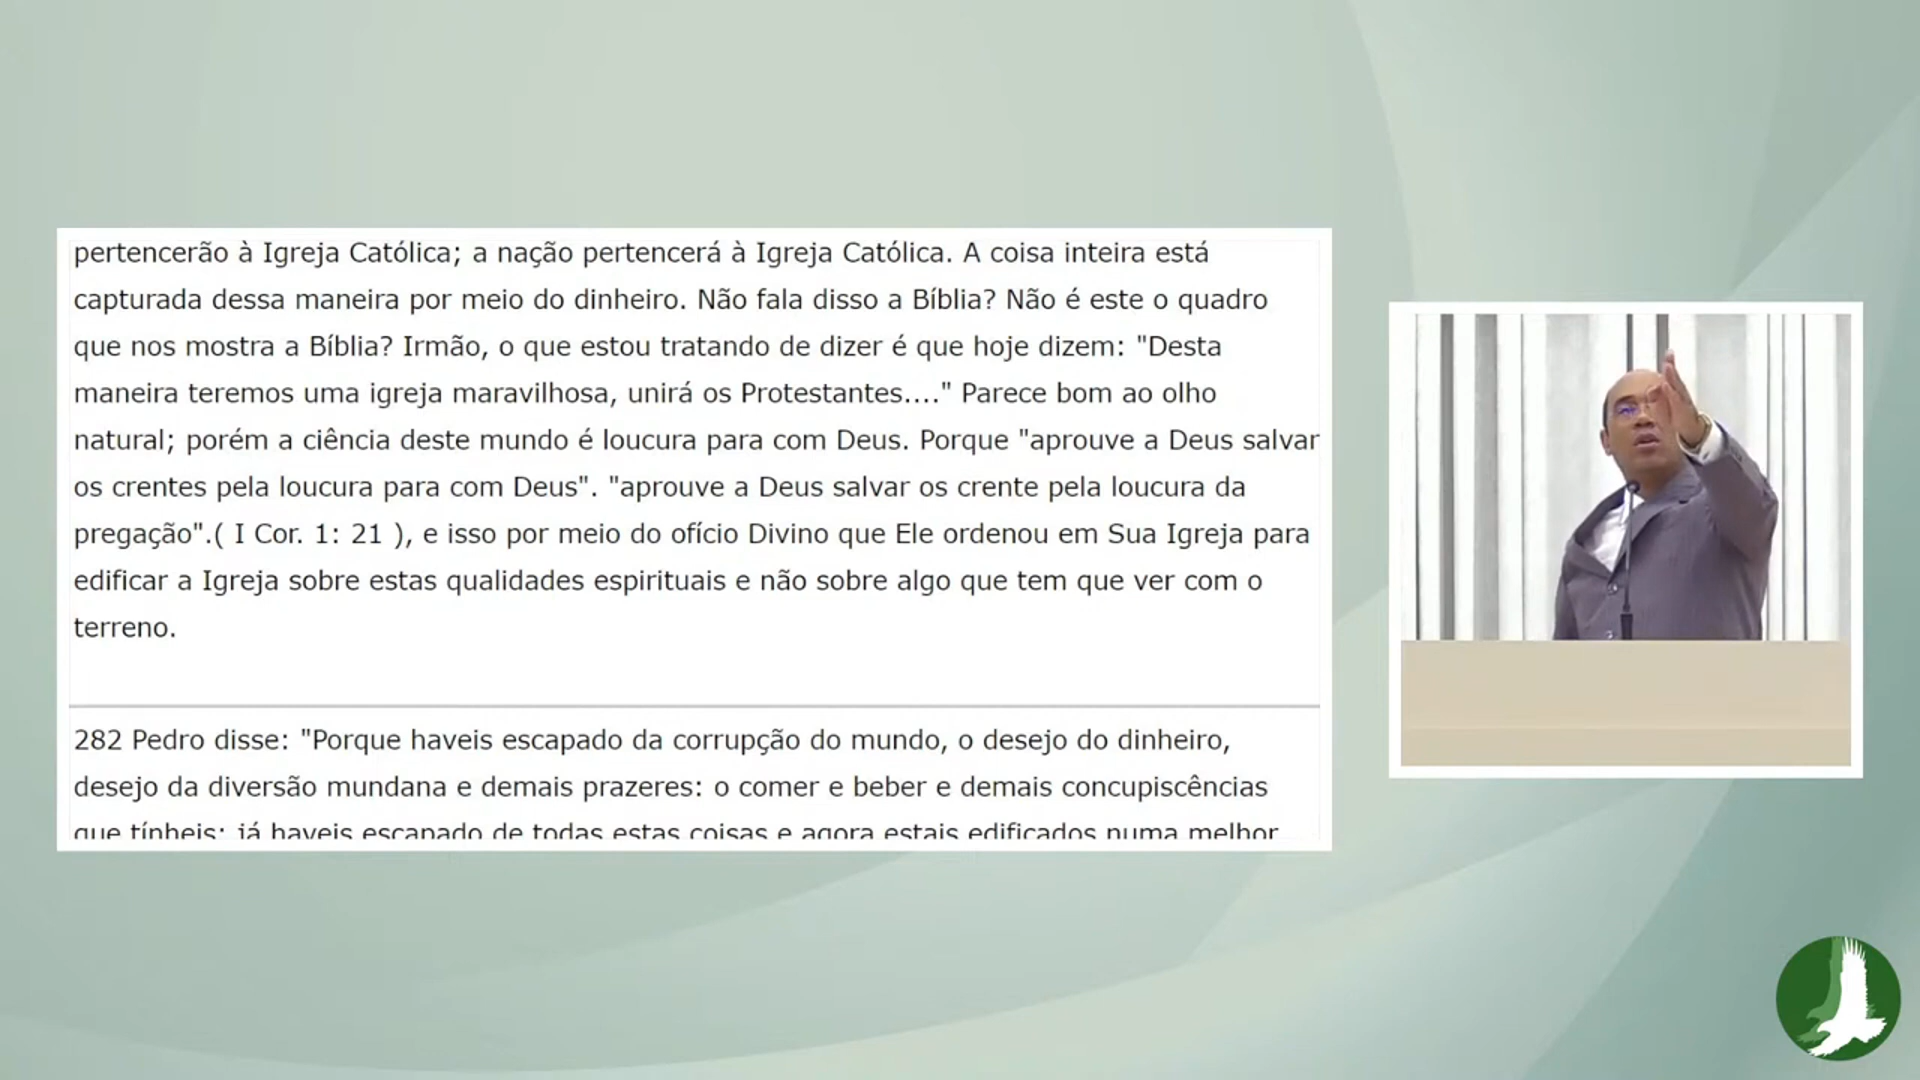 pertencerão à Igreja Católica; a nação pertencerá à Igreja Católica. A coisa inteira está
capturada dessa maneira por meio do dinheiro. Não fala disso a Bíblia? Não é este o quadro
que nos mostra a Bíblia? Irmão, o que estou tratando de dizer é que hoje dizem: "Desta
maneira teremos uma igreja maravilhosa, unirá os Protestantes...." Parece bom ao olho
natural; porém a ciência deste mundo é loucura para com Deus. Porque "aprouve a Deus salvar
os crentes pela loucura para com Deus". "aprouve a Deus salvar os crente pela loucura da
pregação".( I Cor. 1: 21 ), e isso por meio do ofício Divino que Ele ordenou em Sua Igreja para
edificar a Igreja sobre estas qualidades espirituais e não sobre algo que tem que ver com o
terreno.
282 Pedro disse: "Porque haveis escapado da corrupção do mundo, o desejo do dinheiro,
desejo da diversão mundana e demais prazeres: o comer e beber e demais concupiscências
que tínheis; já haveis escapado de todas estas coisas e agora estais edificados numa melhor